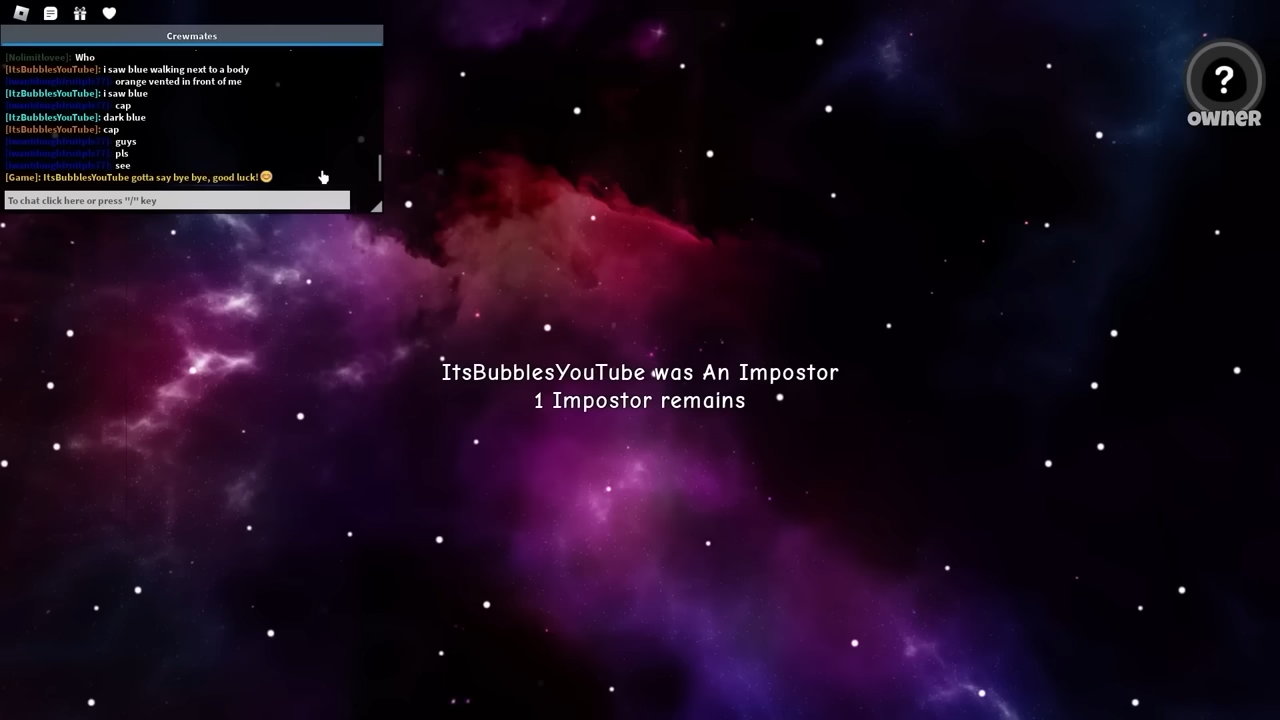 Crewmates
[Nolimitlovee]: Who
[ItsBubblesYouTube]: i saw blue walking next to a body
orange vented in front of me
[ItzBubblesYouTube]: i saw blue
cap
[ItzBubblesYouTube]: dark blue
[ItsBubblesYouTube]: cap
guys
pls
see
[Game]: ItsBubblesYouTube gotta say bye bye, good luck!😊
To chat click here or press "/" key
?
OWNER
ItsBubblesYouTube was An Impostor
1 Impostor remains